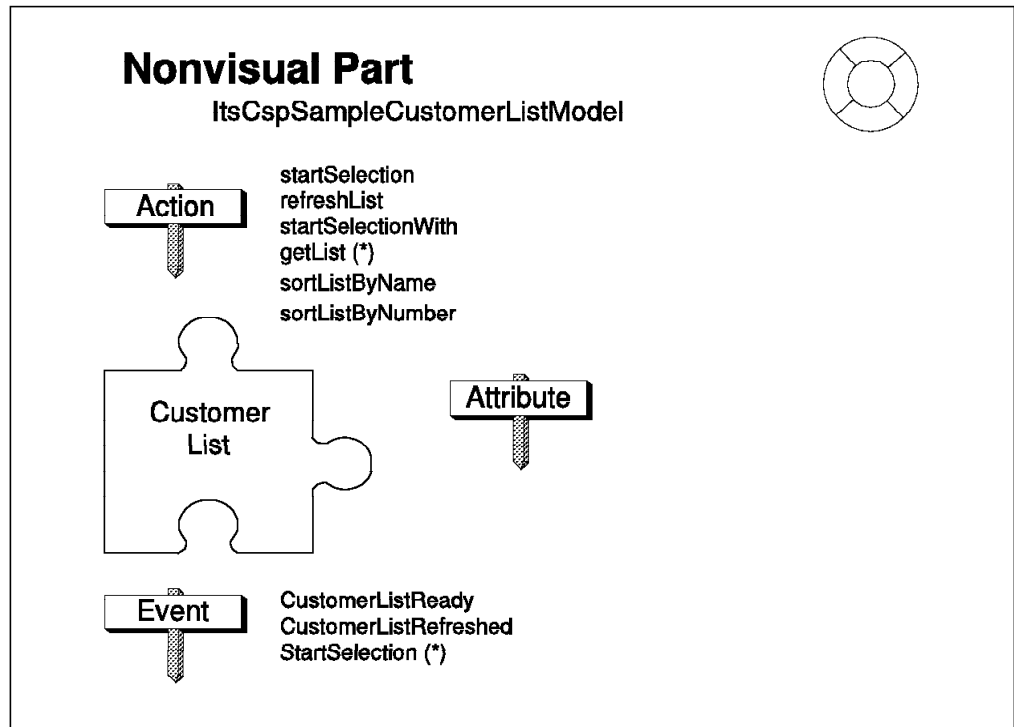 Nonvisual Part
ItsCspSampleCustomerListModel
Action
startSelection
refreshList
startSelectionWith
getList (*)
sortListByName
sortListByNumber
Customer
List
Attribute
Event
CustomerListReady
CustomerListRefreshed
StartSelection (*)